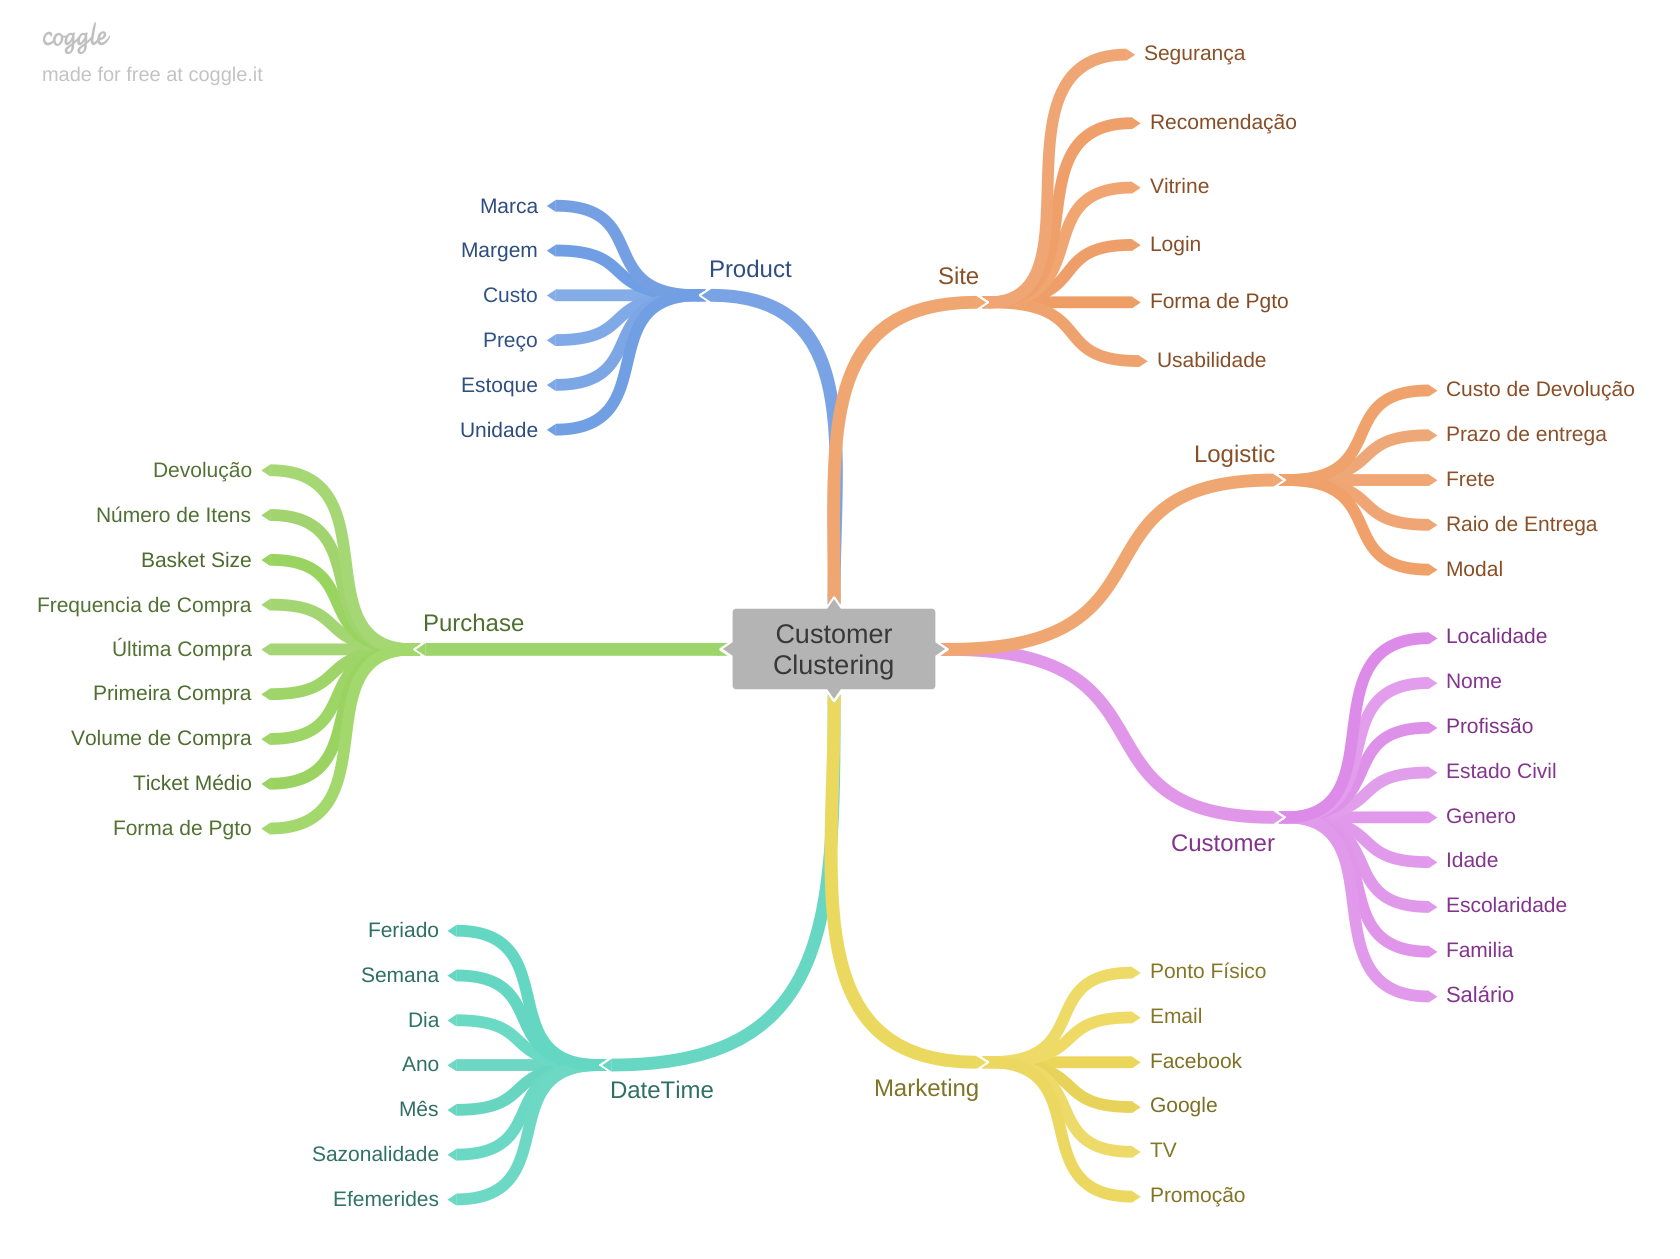 coggle
made for free at coggle.it
Customer
Clustering
Product
Marca
Margem
Custo
Preço
Estoque
Unidade
Site
Segurança
Recomendação
Vitrine
Login
Forma de Pgto
Usabilidade
Logistic
Custo de Devolução
Prazo de entrega
Frete
Raio de Entrega
Modal
Purchase
Devolução
Número de Itens
Basket Size
Frequencia de Compra
Última Compra
Primeira Compra
Volume de Compra
Ticket Médio
Forma de Pgto
Customer
Localidade
Nome
Profissão
Estado Civil
Genero
Idade
Escolaridade
Familia
Salário
DateTime
Feriado
Semana
Dia
Ano
Mês
Sazonalidade
Efemerides
Marketing
Ponto Físico
Email
Facebook
Google
TV
Promoção